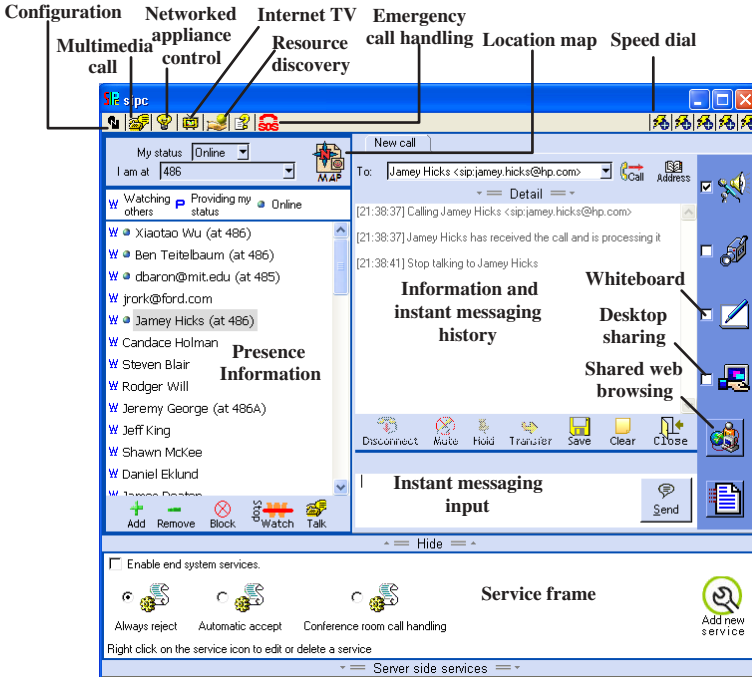 Configuration
Networked
appliance
control
Internet TV
Emergency
call handling
Multimedia
call
Resource
discovery
Location map
Speed dial
sipc
SOS
My status Online
I am at 486
MAP
New call
To: Jamey Hicks <sip:jamey.hicks@hp.com>
Call
Address
W Watching others P Providing my status Online
Detail
W Xiaotao Wu (at 486)
W Ben Teitelbaum (at 486)
W dbaron@mit.edu (at 485)
W jrork@ford.com
W Jamey Hicks (at 486)
W Candace Holman
W Steven Blair
W Rodger Will
W Jeremy George (at 486A)
W Jeff King
W Shawn McKee
W Daniel Eklund
W James Deaton
Presence
Information
[21:38:37] Calling Jamey Hicks <sip:jamey.hicks@hp.com>
[21:38:37] Jamey Hicks has received the call and is processing it
[21:38:41] Stop talking to Jamey Hicks
Information and
instant messaging
history
Whiteboard
Desktop
sharing
Shared web
browsing
Disconnect Mute Hold Transfer Save Clear Close
Instant messaging
input
Send
Add Remove Block Stop Watch Talk
Hide
Enable end system services.
Always reject
Automatic accept
Conference room call handling
Service frame
Add new
service
Right click on the service icon to edit or delete a service
Server side services